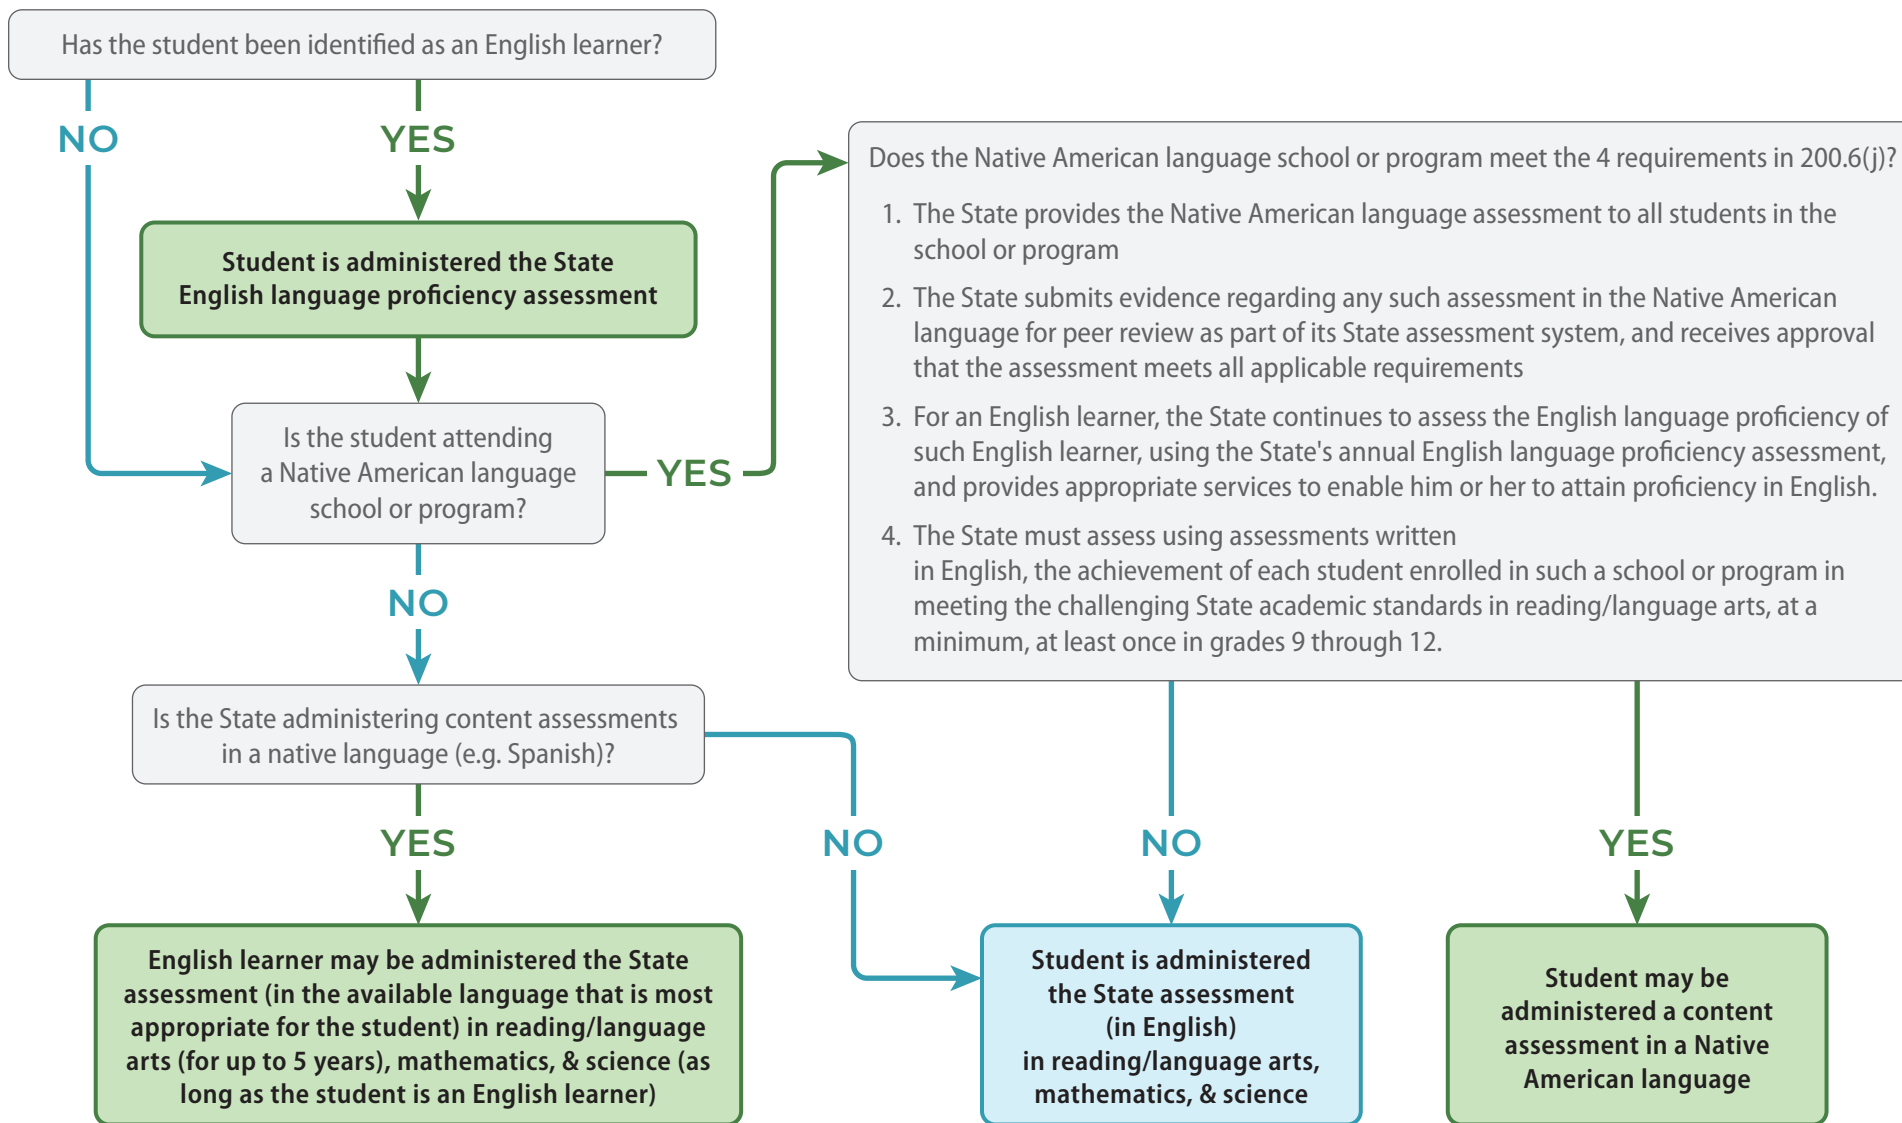 Has the student been identified as an English learner?
NO
YES
Student is administered the State
English language proficiency assessment
Is the student attending
a Native American language
school or program?
YES
Does the Native American language school or program meet the 4 requirements in 200.6(j)?
1. The State provides the Native American language assessment to all students in the
school or program
2. The State submits evidence regarding any such assessment in the Native American
language for peer review as part of its State assessment system, and receives approval
that the assessment meets all applicable requirements
3. For an English learner, the State continues to assess the English language proficiency of
such English learner, using the State's annual English language proficiency assessment,
and provides appropriate services to enable him or her to attain proficiency in English.
4. The State must assess using assessments written
in English, the achievement of each student enrolled in such a school or program in
meeting the challenging State academic standards in reading/language arts, at a
minimum, at least once in grades 9 through 12.
NO
Is the State administering content assessments
in a native language (e.g. Spanish)?
YES
NO
NO
YES
English learner may be administered the State
assessment (in the available language that is most
appropriate for the student) in reading/language
arts (for up to 5 years), mathematics, & science (as
long as the student is an English learner)
Student is administered
the State assessment
(in English)
in reading/language arts,
mathematics, & science
Student may be
administered a content
assessment in a Native
American language